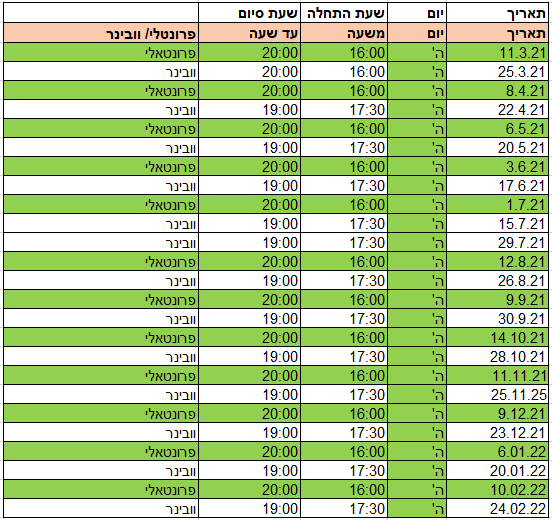 תאריך יום שעת התחלה שעת סיום
תאריך יום משעה עד שעה פרונטלי/ וובינר
11.3.21 ה' 16:00 20:00 פרונטאלי
25.3.21 ה' 16:00 20:00 וובינר
8.4.21 ה' 16:00 20:00 פרונטאלי
22.4.21 ה' 17:30 19:00 וובינר
6.5.21 ה' 16:00 20:00 פרונטאלי
20.5.21 ה' 17:30 19:00 וובינר
3.6.21 ה' 16:00 20:00 פרונטאלי
17.6.21 ה' 17:30 19:00 וובינר
1.7.21 ה' 16:00 20:00 פרונטאלי
15.7.21 ה' 17:30 19:00 וובינר
29.7.21 ה' 17:30 19:00 וובינר
12.8.21 ה' 16:00 20:00 פרונטאלי
26.8.21 ה' 17:30 19:00 וובינר
9.9.21 ה' 16:00 20:00 פרונטאלי
30.9.21 ה' 17:30 19:00 וובינר
14.10.21 ה' 16:00 20:00 פרונטאלי
28.10.21 ה' 17:30 19:00 וובינר
11.11.21 ה' 16:00 20:00 פרונטאלי
25.11.25 ה' 17:30 19:00 וובינר
9.12.21 ה' 16:00 20:00 פרונטאלי
23.12.21 ה' 17:30 19:00 וובינר
6.01.22 ה' 16:00 20:00 פרונטאלי
20.01.22 ה' 17:30 19:00 וובינר
10.02.22 ה' 16:00 20:00 פרונטאלי
24.02.22 ה' 17:30 19:00 וובינר